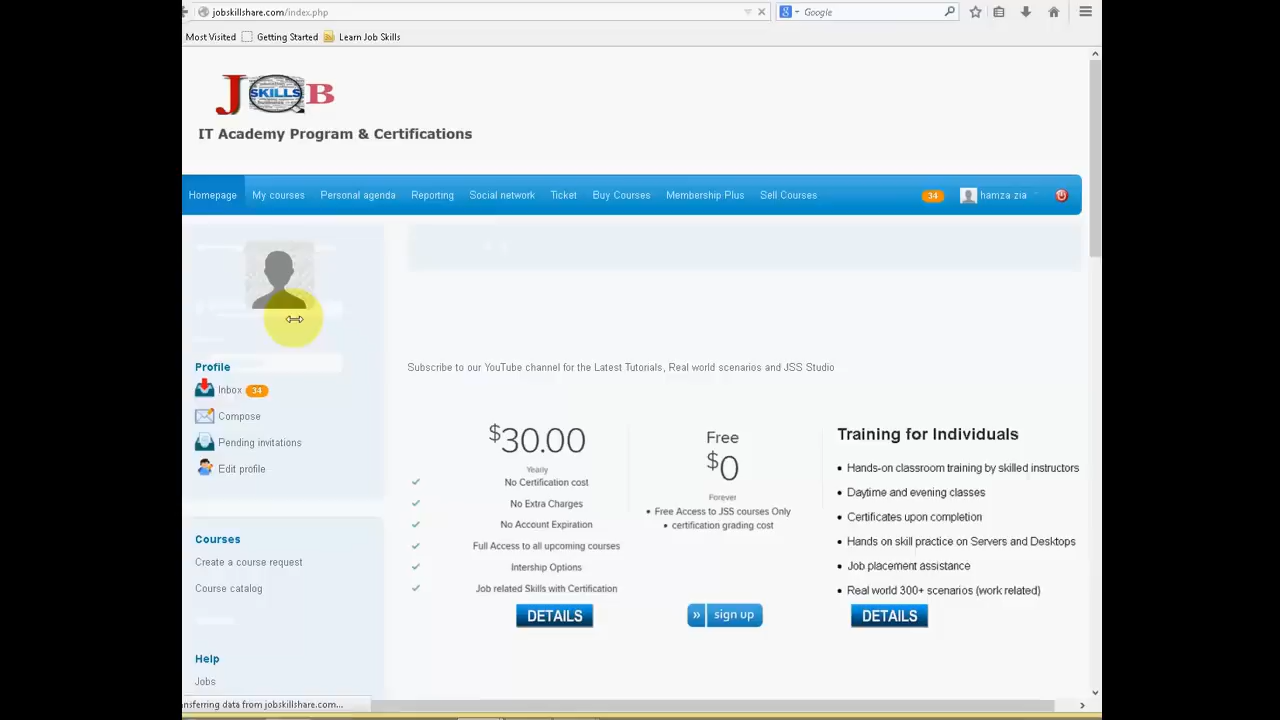 jobskillshare.com/index.php
Google
Most Visited Getting Started Learn Job Skills
JOB
SKILLS
IT Academy Program & Certifications
Homepage My courses Personal agenda Reporting Social network Ticket Buy Courses Membership Plus Sell Courses 34 hamza zia
Profile
Inbox 34
Compose
Pending invitations
Edit profile
Courses
Create a course request
Course catalog
Help
Jobs
Subscribe to our YouTube channel for the Latest Tutorials, Real world scenarios and JSS Studio
$30.00
Yearly
No Certification cost
No Extra Charges
No Account Expiration
Full Access to all upcoming courses
Intership Options
Job related Skills with Certification
DETAILS
Free
$0
Forever
• Free Access to JSS courses Only
• certification grading cost
» sign up
Training for Individuals
• Hands-on classroom training by skilled instructors
• Daytime and evening classes
• Certificates upon completion
• Hands on skill practice on Servers and Desktops
• Job placement assistance
• Real world 300+ scenarios (work related)
DETAILS
nsferring data from jobskillshare.com...